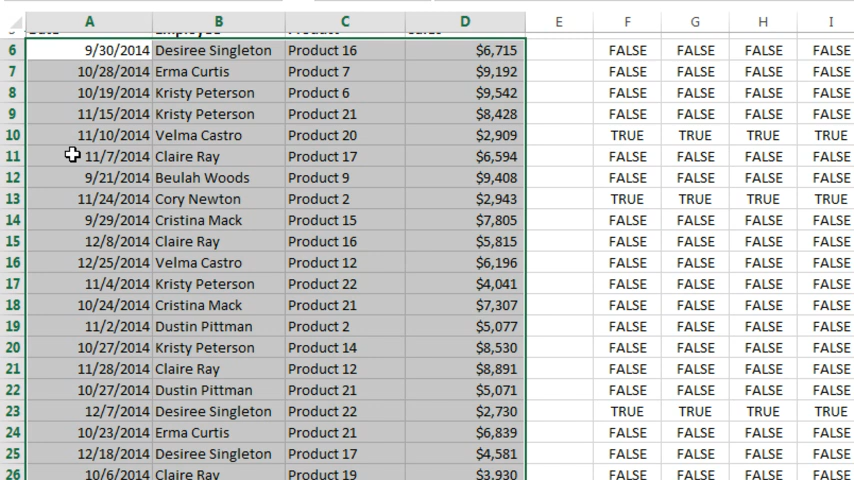 A B C D E F G H I
5 Date Employee Product Sales
6 9/30/2014 Desiree Singleton Product 16 $6,715 FALSE FALSE FALSE FALSE
7 10/28/2014 Erma Curtis Product 7 $9,192 FALSE FALSE FALSE FALSE
8 10/19/2014 Kristy Peterson Product 6 $9,542 FALSE FALSE FALSE FALSE
9 11/15/2014 Kristy Peterson Product 21 $8,428 FALSE FALSE FALSE FALSE
10 11/10/2014 Velma Castro Product 20 $2,909 TRUE TRUE TRUE TRUE
11 11/7/2014 Claire Ray Product 17 $6,594 FALSE FALSE FALSE FALSE
12 9/21/2014 Beulah Woods Product 9 $9,408 FALSE FALSE FALSE FALSE
13 11/24/2014 Cory Newton Product 2 $2,943 TRUE TRUE TRUE TRUE
14 9/29/2014 Cristina Mack Product 15 $7,805 FALSE FALSE FALSE FALSE
15 12/8/2014 Claire Ray Product 16 $5,815 FALSE FALSE FALSE FALSE
16 12/25/2014 Velma Castro Product 12 $6,196 FALSE FALSE FALSE FALSE
17 11/4/2014 Kristy Peterson Product 22 $4,041 FALSE FALSE FALSE FALSE
18 10/24/2014 Cristina Mack Product 21 $7,307 FALSE FALSE FALSE FALSE
19 11/2/2014 Dustin Pittman Product 2 $5,077 FALSE FALSE FALSE FALSE
20 10/27/2014 Kristy Peterson Product 14 $8,530 FALSE FALSE FALSE FALSE
21 11/28/2014 Claire Ray Product 12 $8,891 FALSE FALSE FALSE FALSE
22 10/27/2014 Dustin Pittman Product 21 $5,071 FALSE FALSE FALSE FALSE
23 12/7/2014 Desiree Singleton Product 22 $2,730 TRUE TRUE TRUE TRUE
24 10/23/2014 Erma Curtis Product 21 $6,839 FALSE FALSE FALSE FALSE
25 12/18/2014 Desiree Singleton Product 17 $4,581 FALSE FALSE FALSE FALSE
26 10/6/2014 Claire Ray Product 19 $3,930 FALSE FALSE FALSE FALSE